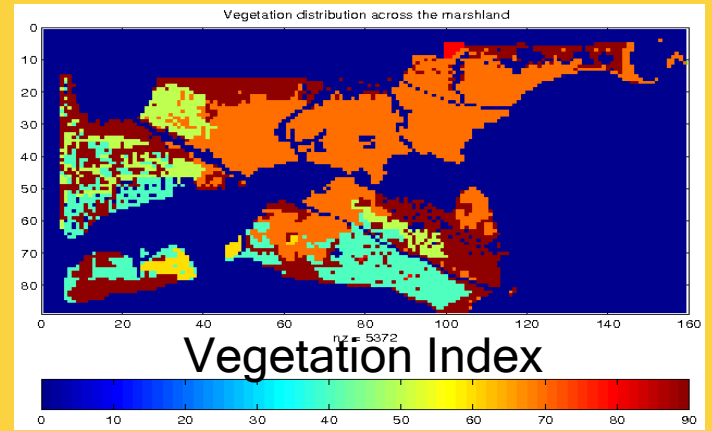 Vegetation distribution across the marshland
0
10
20
30
40
50
60
70
80
0 20 40 60 80 100 120 140 160
nz = 5372
Vegetation Index
0 10 20 30 40 50 60 70 80 90